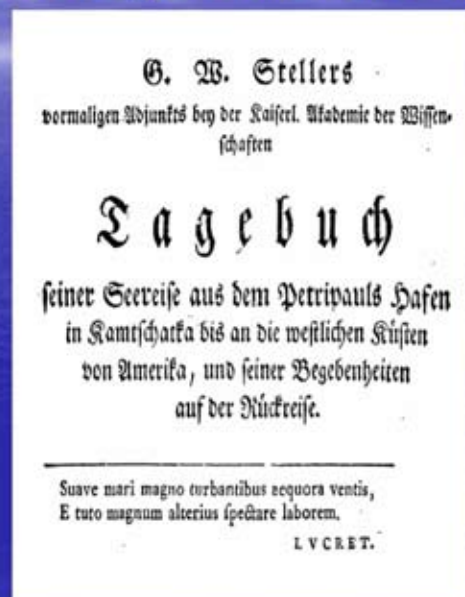 G. W. Stellers
vormaligen Adjunkts bey der Kaiserl. Akademie der Wissen-
schaften
Tagebuch
seiner Seereise aus dem Petripauls Hafen
in Kamtschatka bis an die westlichen Küsten
von Amerika, und seiner Begebenheiten
auf der Rückreise.
Suave mari magno turbantibus aequora ventis,
E tuto magnum alterius spectare laborem.
LVCRET.